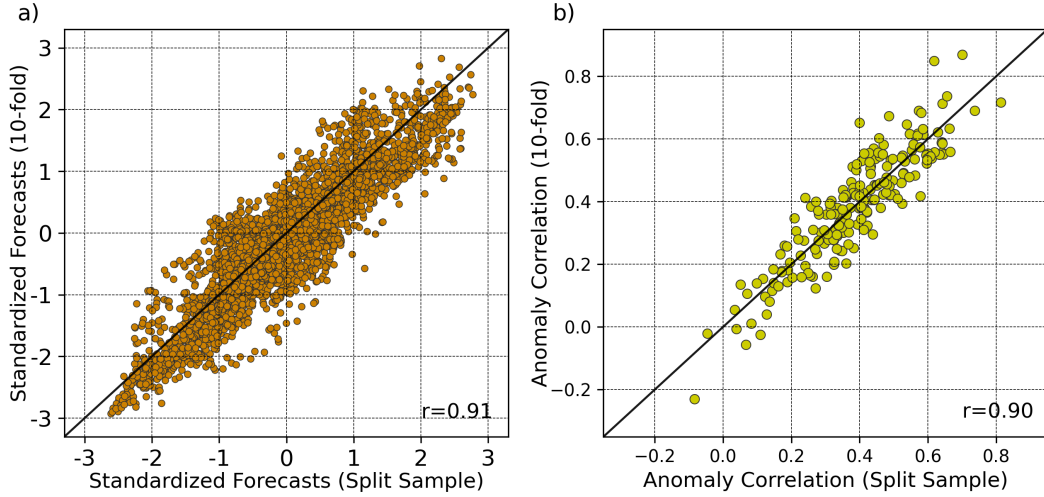 a)
Standardized Forecasts (10-fold)
3
2
1
0
-1
-2
-3
r=0.91
-3 -2 -1 0 1 2 3
Standardized Forecasts (Split Sample)
b)
Anomaly Correlation (10-fold)
0.8
0.6
0.4
0.2
0.0
−0.2
r=0.90
−0.2 0.0 0.2 0.4 0.6 0.8
Anomaly Correlation (Split Sample)